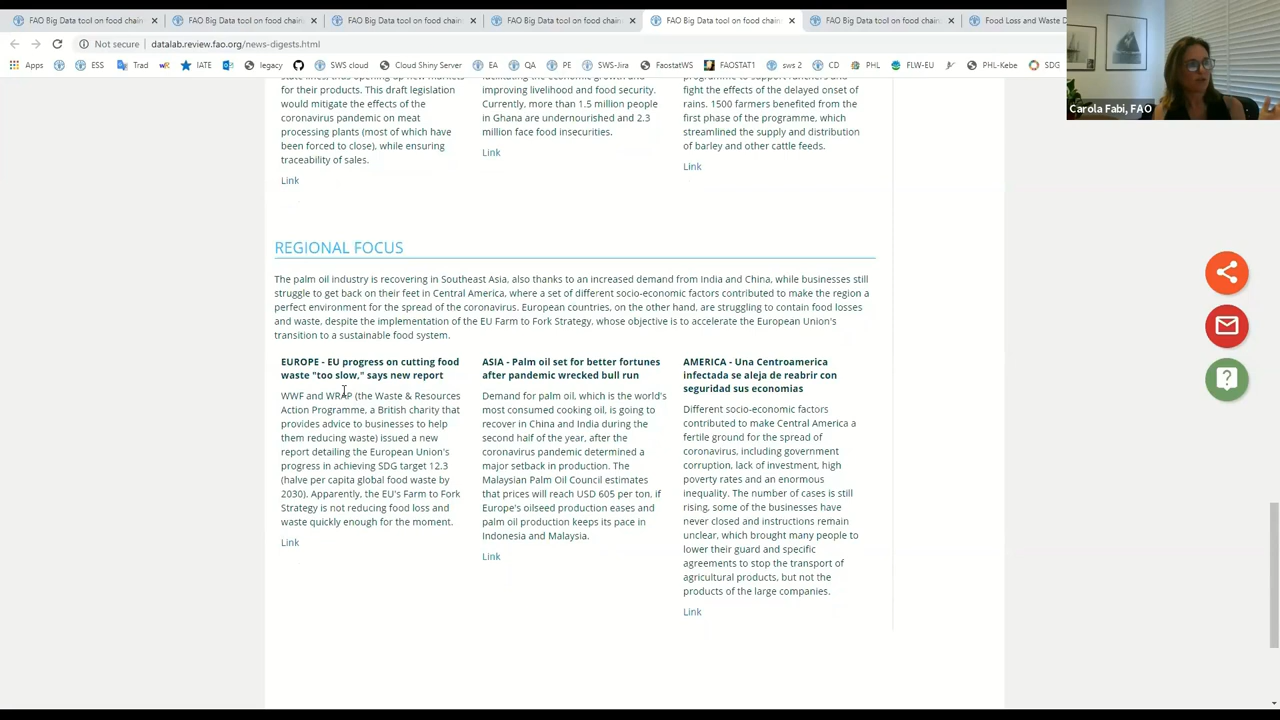 FAO Big Data tool on food chain
FAO Big Data tool on food chain
FAO Big Data tool on food chain
FAO Big Data tool on food chain
FAO Big Data tool on food chain
FAO Big Data tool on food chain
Food Loss and Waste D
Not secure
datalab.review.fao.org/news-digests.html
Apps
ESS
Trad
IATE
legacy
SWS cloud
Cloud Shiny Server
EA
QA
PE
SWS-Jira
FaostatWS
FAOSTAT1
sws 2
CD
PHL
FLW-EU
PHL-Kebe
SDG
Carola Fabi, FAO
for their products. This draft legislation
would mitigate the effects of the
coronavirus pandemic on meat
processing plants (most of which have
been forced to close), while ensuring
traceability of sales.
Link
improving livelihood and food security.
Currently, more than 1.5 million people
in Ghana are undernourished and 2.3
million face food insecurities.
Link
fight the effects of the delayed onset of
rains. 1500 farmers benefited from the
first phase of the programme, which
streamlined the supply and distribution
of barley and other cattle feeds.
Link
REGIONAL FOCUS
The palm oil industry is recovering in Southeast Asia, also thanks to an increased demand from India and China, while businesses still
struggle to get back on their feet in Central America, where a set of different socio-economic factors contributed to make the region a
perfect environment for the spread of the coronavirus. European countries, on the other hand, are struggling to contain food losses
and waste, despite the implementation of the EU Farm to Fork Strategy, whose objective is to accelerate the European Union's
transition to a sustainable food system.
EUROPE - EU progress on cutting food
waste "too slow," says new report
WWF and WRAP (the Waste & Resources
Action Programme, a British charity that
provides advice to businesses to help
them reducing waste) issued a new
report detailing the European Union's
progress in achieving SDG target 12.3
(halve per capita global food waste by
2030). Apparently, the EU's Farm to Fork
Strategy is not reducing food loss and
waste quickly enough for the moment.
Link
ASIA - Palm oil set for better fortunes
after pandemic wrecked bull run
Demand for palm oil, which is the world's
most consumed cooking oil, is going to
recover in China and India during the
second half of the year, after the
coronavirus pandemic determined a
major setback in production. The
Malaysian Palm Oil Council estimates
that prices will reach USD 605 per ton, if
Europe's oilseed production eases and
palm oil production keeps its pace in
Indonesia and Malaysia.
Link
AMERICA - Una Centroamerica
infectada se aleja de reabrir con
seguridad sus economias
Different socio-economic factors
contributed to make Central America a
fertile ground for the spread of
coronavirus, including government
corruption, lack of investment, high
poverty rates and an enormous
inequality. The number of cases is still
rising, some of the businesses have
never closed and instructions remain
unclear, which brought many people to
lower their guard and specific
agreements to stop the transport of
agricultural products, but not the
products of the large companies.
Link